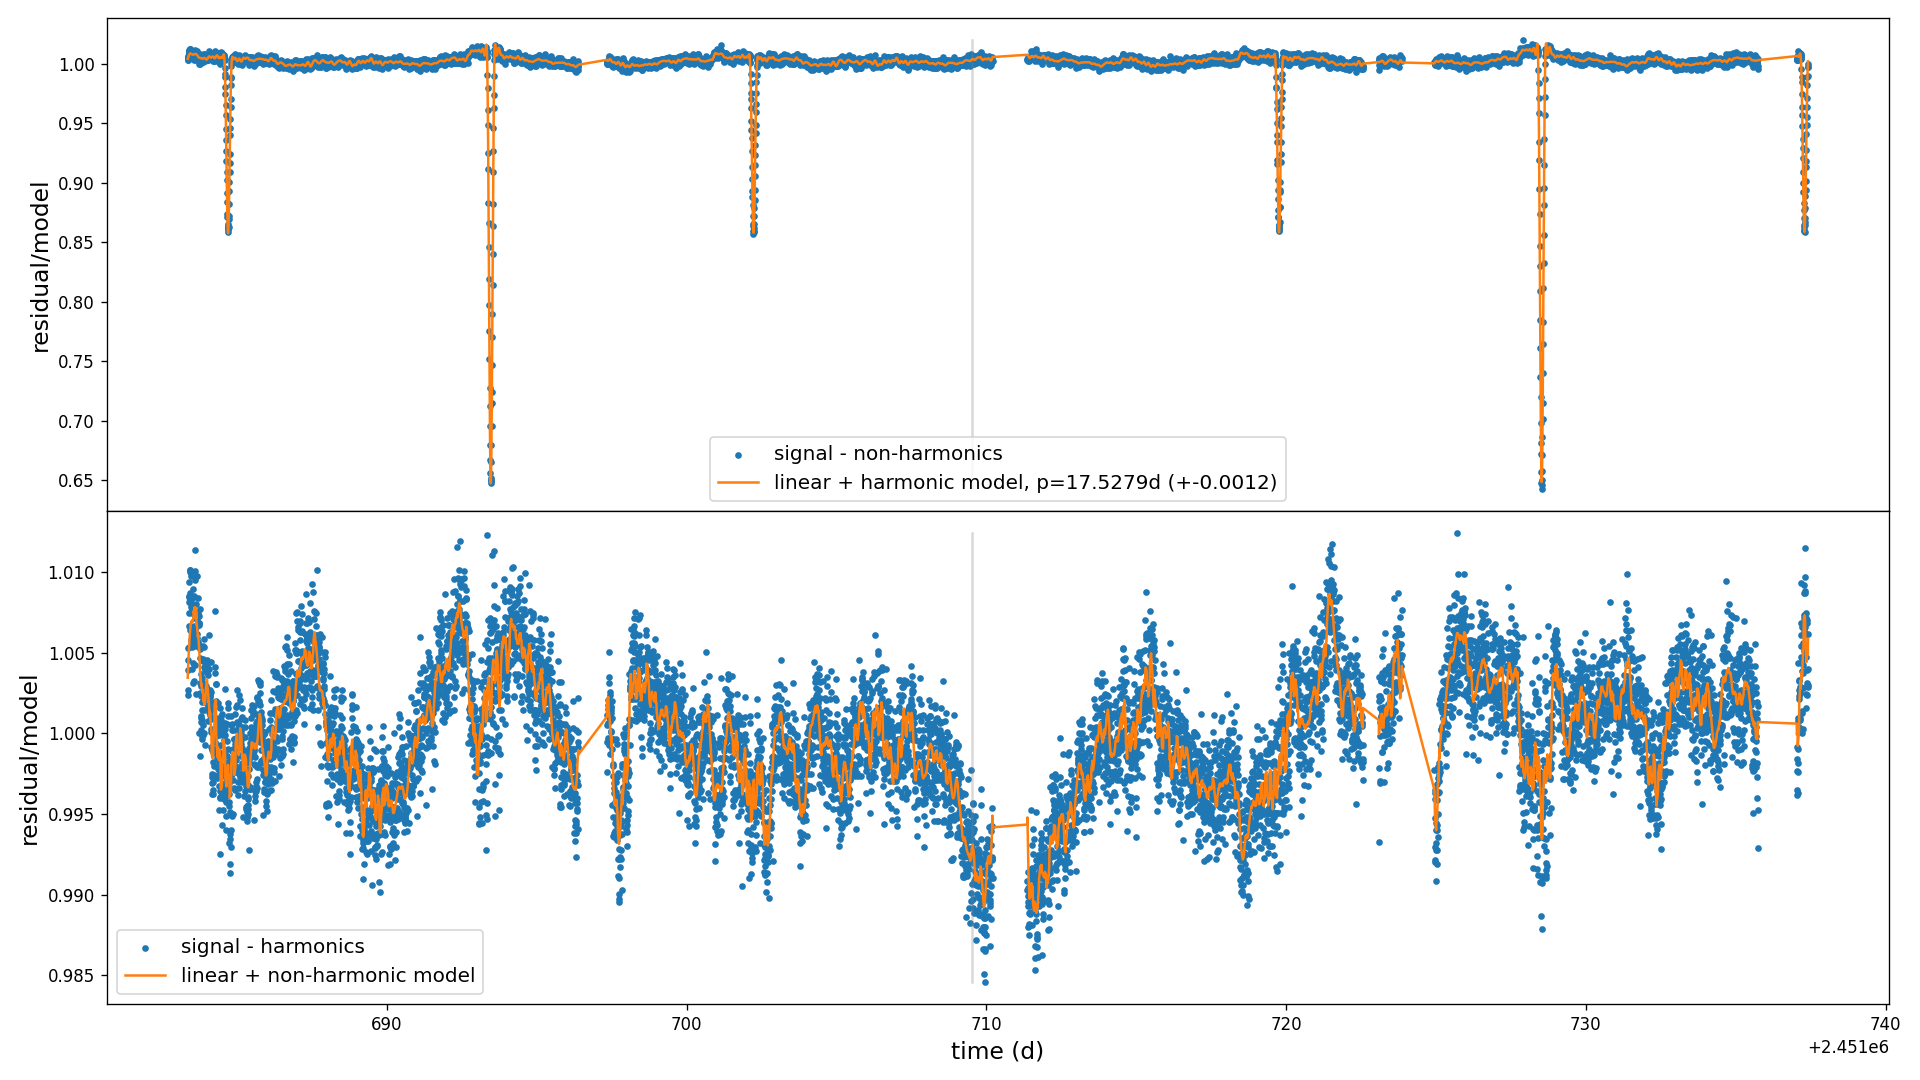 1.00
0.95
0.90
0.85
0.80
0.75
0.70
0.65
residual/model
signal - non-harmonics
linear + harmonic model, p=17.5279d (+-0.0012)
1.010
1.005
1.000
0.995
0.990
0.985
residual/model
signal - harmonics
linear + non-harmonic model
690
700
710
720
730
740
time (d)
+2.451e6